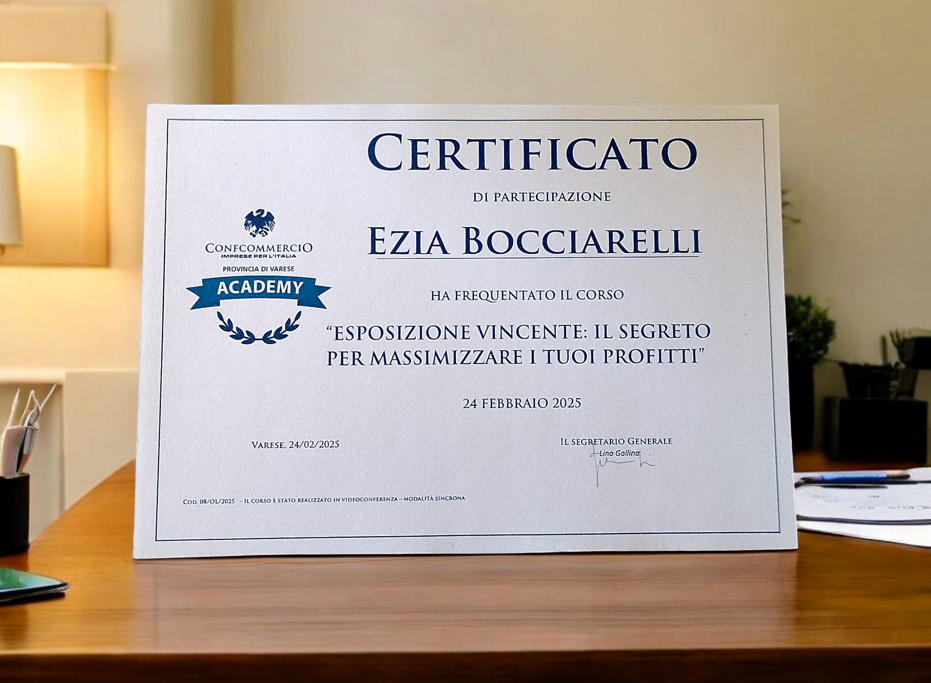 CERTIFICATO
DI PARTECIPAZIONE
EZIA BOCCIARELLI
HA FREQUENTATO IL CORSO
“ESPOSIZIONE VINCENTE: IL SEGRETO
PER MASSIMIZZARE I TUOI PROFITTI”
24 FEBBRAIO 2025
CONFCOMMERCIO
IMPRESE PER L'ITALIA
PROVINCIA DI VARESE
ACADEMY
VARESE, 24/02/2025
IL SEGRETARIO GENERALE
Lino Gallina
COD. 08/OL/2025 - IL CORSO È STATO REALIZZATO IN VIDEOCONFERENZA – MODALITÀ SINCRONA